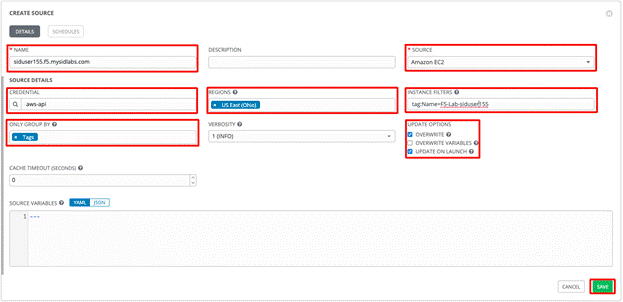 CREATE SOURCE
DETAILS
SCHEDULES
* NAME
DESCRIPTION
* SOURCE
siduser155.f5.mysidlabs.com
Amazon EC2
SOURCE DETAILS
CREDENTIAL
REGIONS
INSTANCE FILTERS
aws-api
× US East (Ohio)
tag:Name=F5-Lab-siduser155
ONLY GROUP BY
VERBOSITY
UPDATE OPTIONS
× Tags
1 (INFO)
OVERWRITE
OVERWRITE VARIABLES
UPDATE ON LAUNCH
CACHE TIMEOUT (SECONDS)
0
SOURCE VARIABLES YAML JSON
1 ---
CANCEL SAVE